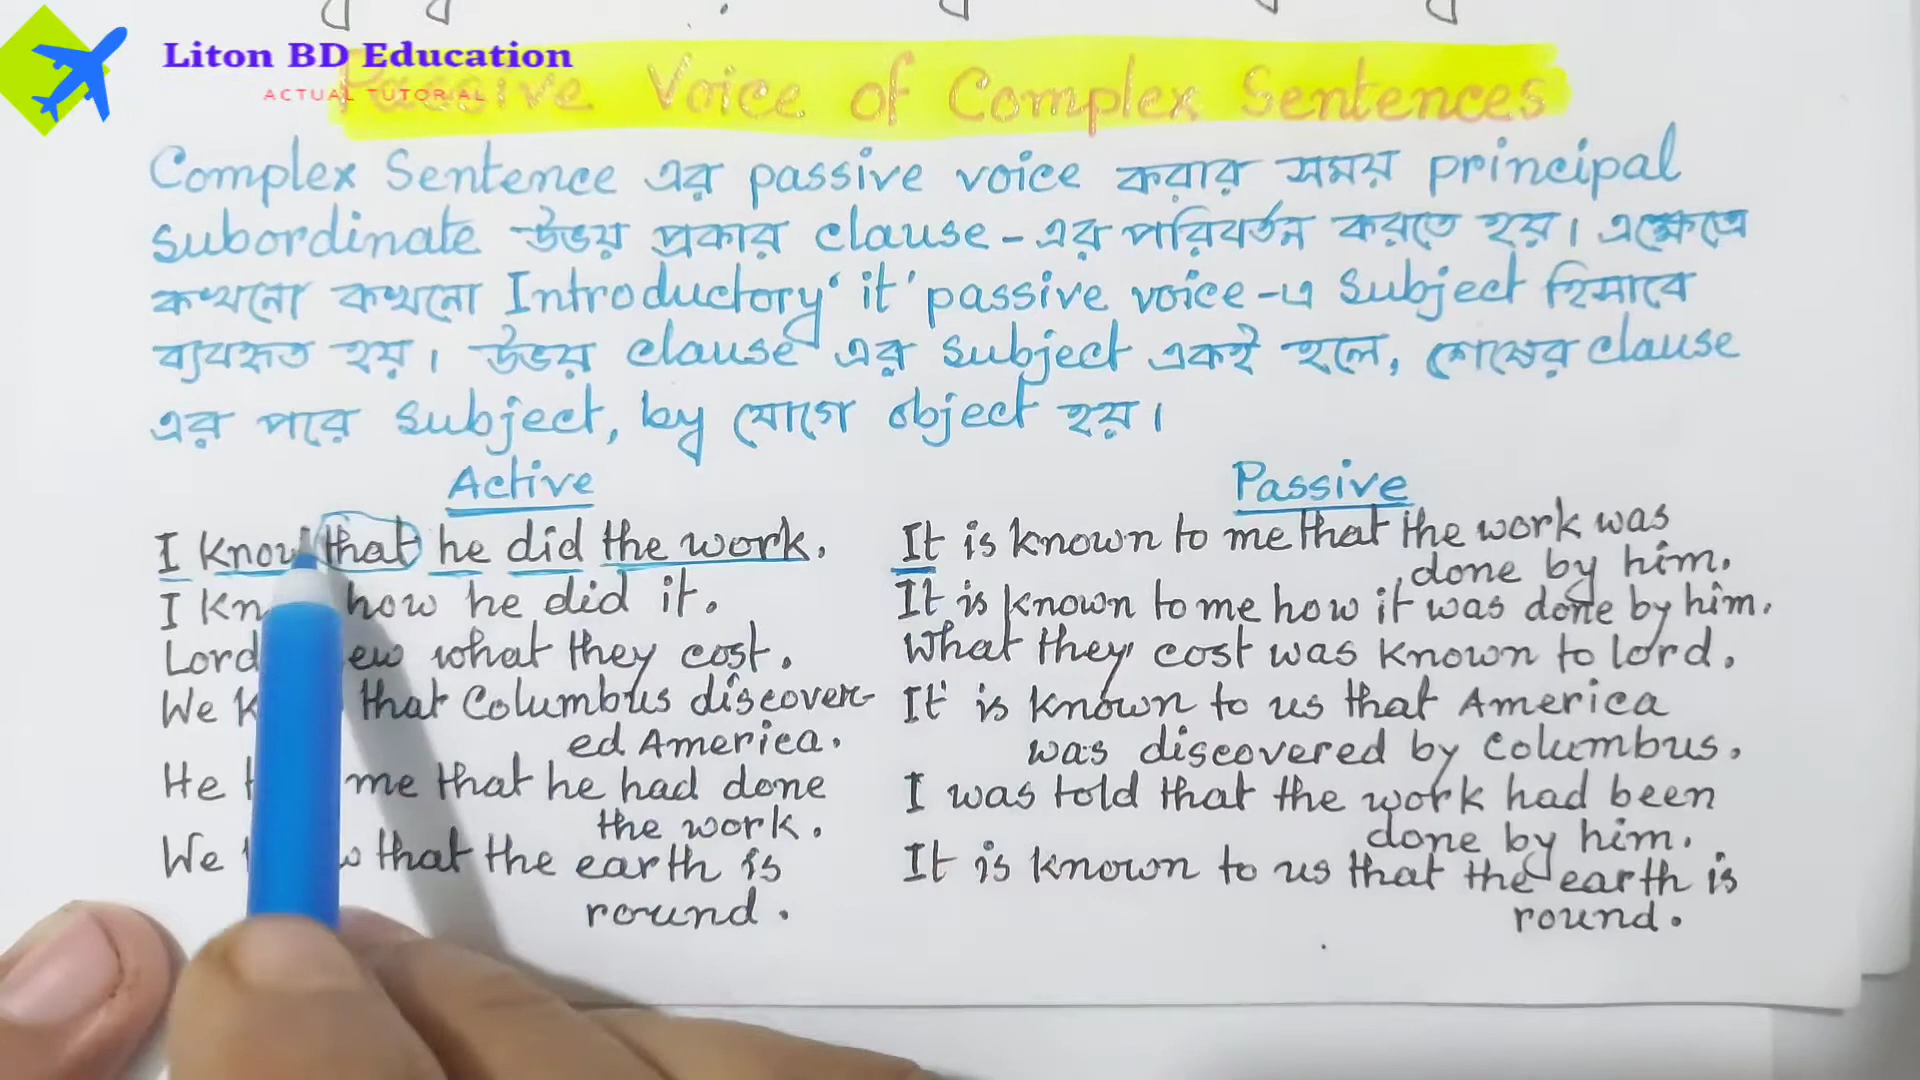 Liton BD Education
ACTUAL TUTORIAL
Passive Voice of Complex Sentences
Complex Sentence এর passive voice করার সময় principal
subordinate উভয় প্রকার clause-এর পরিবর্তন করতে হয়। এক্ষেত্রে
কখনো কখনো Introductory 'it' passive voice-এ subject হিসাবে
ব্যবহৃত হয়। উভয় clause এর subject একই হলে, শেষের clause
এর পরে subject, by যোগে object হয়।
Active
Passive
I know that he did the work.
It is known to me that the work was
done by him.
I kn how he did it.
It is known to me how it was done by him.
Lord ew what they cost.
What they cost was known to lord.
We k that Columbus discover-
ed America.
It is known to us that America
was discovered by Columbus.
He t me that he had done
the work.
I was told that the work had been
done by him.
We that the earth is
round.
It is known to us that the earth is
round.